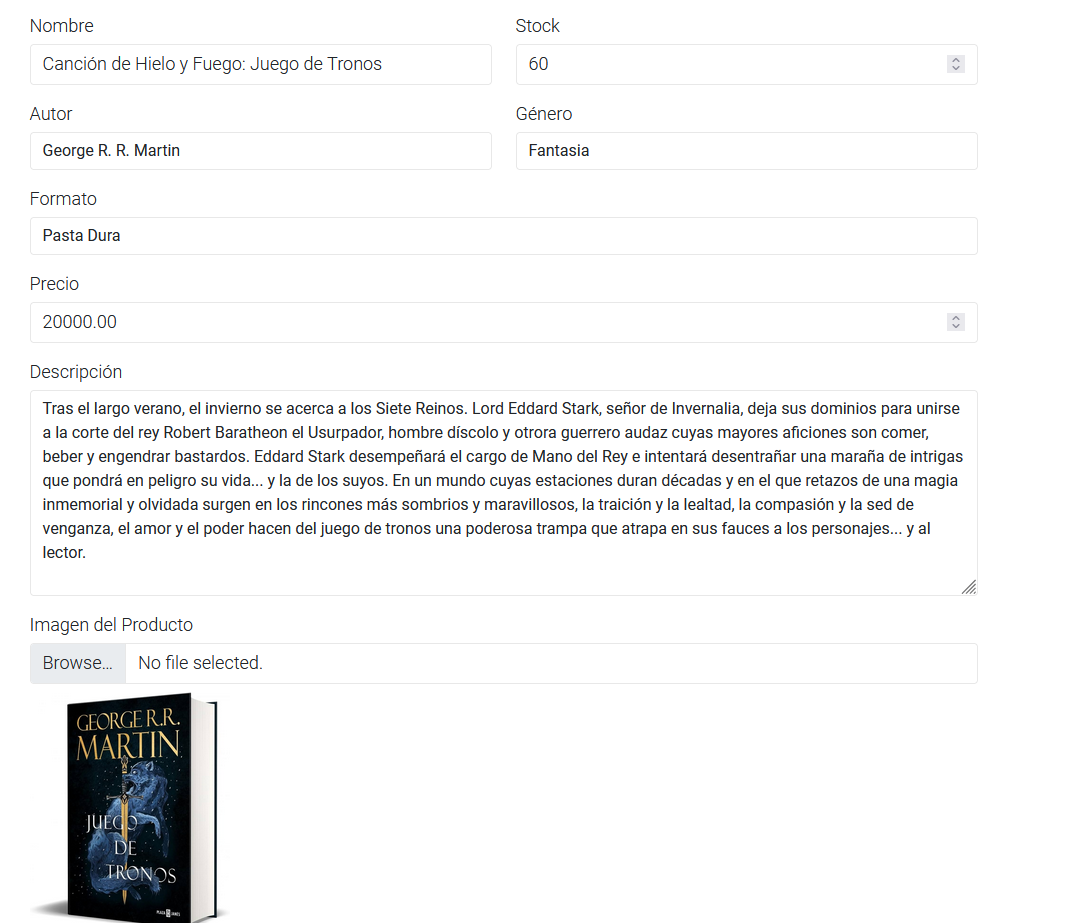 Nombre
Stock
Canción de Hielo y Fuego: Juego de Tronos
60
Autor
Género
George R. R. Martin
Fantasia
Formato
Pasta Dura
Precio
20000.00
Descripción
Tras el largo verano, el invierno se acerca a los Siete Reinos. Lord Eddard Stark, señor de Invernalia, deja sus dominios para unirse
a la corte del rey Robert Baratheon el Usurpador, hombre díscolo y otrora guerrero audaz cuyas mayores aficiones son comer,
beber y engendrar bastardos. Eddard Stark desempeñará el cargo de Mano del Rey e intentará desentrañar una maraña de intrigas
que pondrá en peligro su vida... y la de los suyos. En un mundo cuyas estaciones duran décadas y en el que retazos de una magia
inmemorial y olvidada surgen en los rincones más sombrios y maravillosos, la traición y la lealtad, la compasión y la sed de
venganza, el amor y el poder hacen del juego de tronos una poderosa trampa que atrapa en sus fauces a los personajes... y al
lector.
Imagen del Producto
Browse... No file selected.
GEORGE R.R.
MARTIN
JUEGO
DE
TRONOS
PLAZA JANES